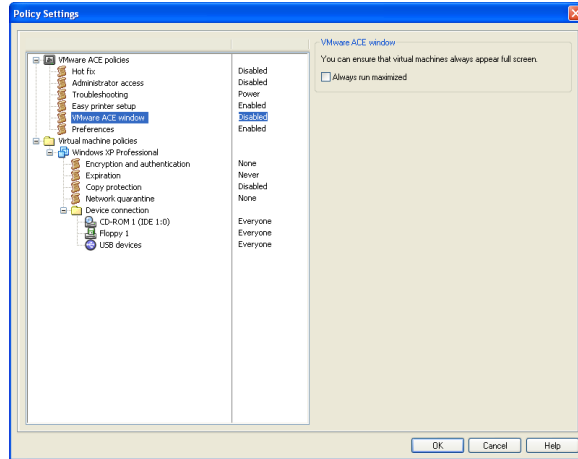 Policy Settings
VMware ACE policies
Hot fix Disabled
Administrator access Disabled
Troubleshooting Power
Easy printer setup Enabled
VMware ACE window Disabled
Preferences Enabled
Virtual machine policies
Windows XP Professional
Encryption and authentication None
Expiration Never
Copy protection Disabled
Network quarantine None
Device connection
CD-ROM 1 (IDE 1:0) Everyone
Floppy 1 Everyone
USB devices Everyone
VMware ACE window
You can ensure that virtual machines always appear full screen.
Always run maximized
OK Cancel Help